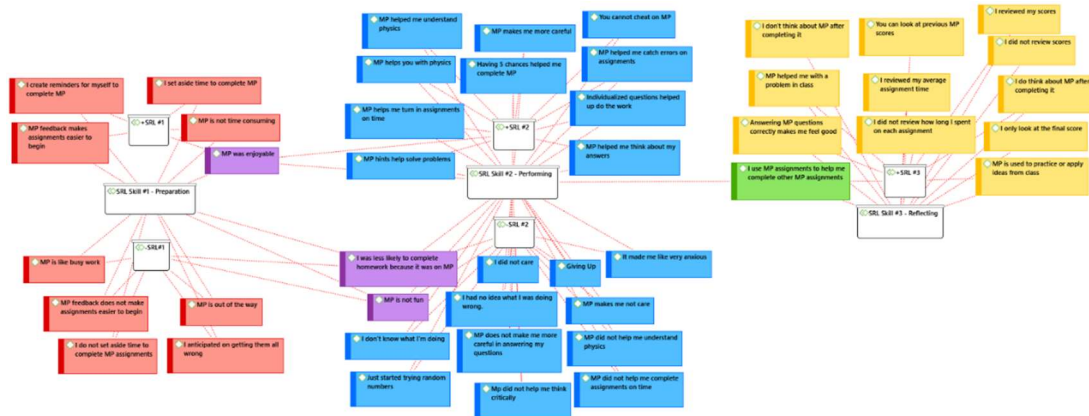 I create reminders for myself to
complete MP
I set aside time to complete MP
MP feedback makes
assignments easier to
begin
+SRL #1
MP is not time consuming
MP was enjoyable
SRL Skill #1 - Preparation
-SRL#1
MP is like busy work
MP feedback does not make
assignments easier to begin
MP is out of the way
I do not set aside time to
complete MP assignments
I anticipated on getting them all
wrong
MP helped me understand
physics
MP makes me more careful
You cannot cheat on MP
MP helps you with physics
Having 5 chances helped me
complete MP
MP helped me catch errors on
assignments
MP helps me turn in assignments
on time
+SRL #2
Individualized questions helped
up do the work
MP hints help solve problems
MP helped me think about my
answers
SRL Skill #2 - Performing
-SRL #2
I was less likely to complete
homework because it was on MP
I did not care
Giving Up
It made me like very anxious
MP is not fun
I had no idea what I was doing
wrong.
MP makes me not care
I don't know what I'm doing
MP does not make me more
careful in answering my
questions
MP did not help me understand
physics
Just started trying random
numbers
Mp did not help me think
critically
MP did not help me complete
assignments on time
I don't think about MP after
completing it
You can look at previous MP
scores
I reviewed my scores
I did not review scores
MP helped me with a
problem in class
I reviewed my average
assignment time
I do think about MP after
completing it
Answering MP questions
correctly makes me feel good
I did not review how long I spent
on each assignment
I only look at the final score
I use MP assignments to help me
complete other MP assignments
+SRL #3
MP is used to practice or apply
ideas from class
SRL Skill #3 - Reflecting